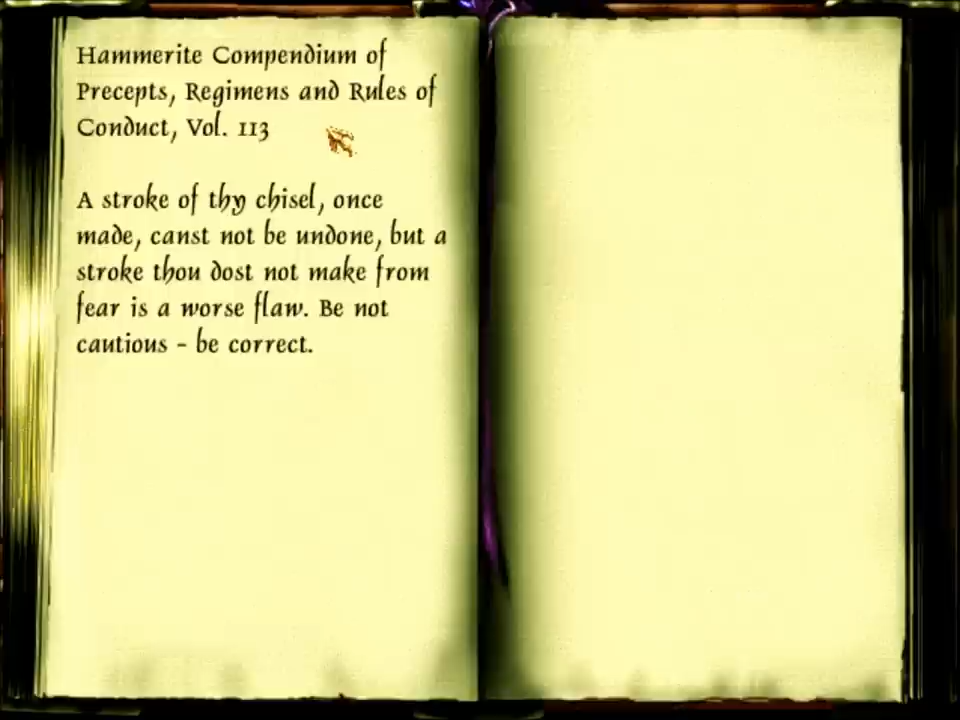 Hammerite Compendium of
Precepts, Regimens and Rules of
Conduct, Vol. 113
A stroke of thy chisel, once
made, canst not be undone, but a
stroke thou dost not make from
fear is a worse flaw. Be not
cautious - be correct.